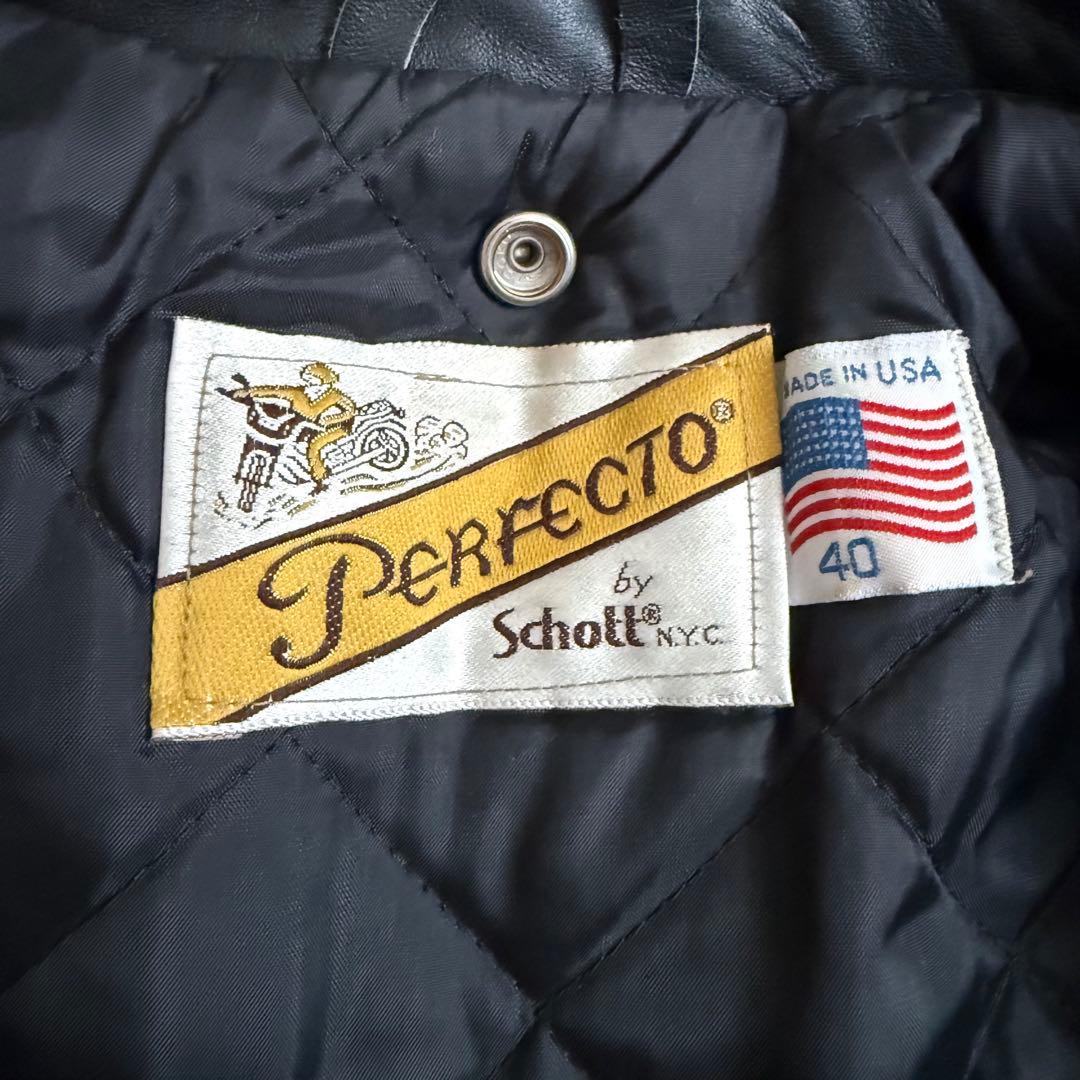 PERFECTO®
by
Schott® N.Y.C.
MADE IN USA
40